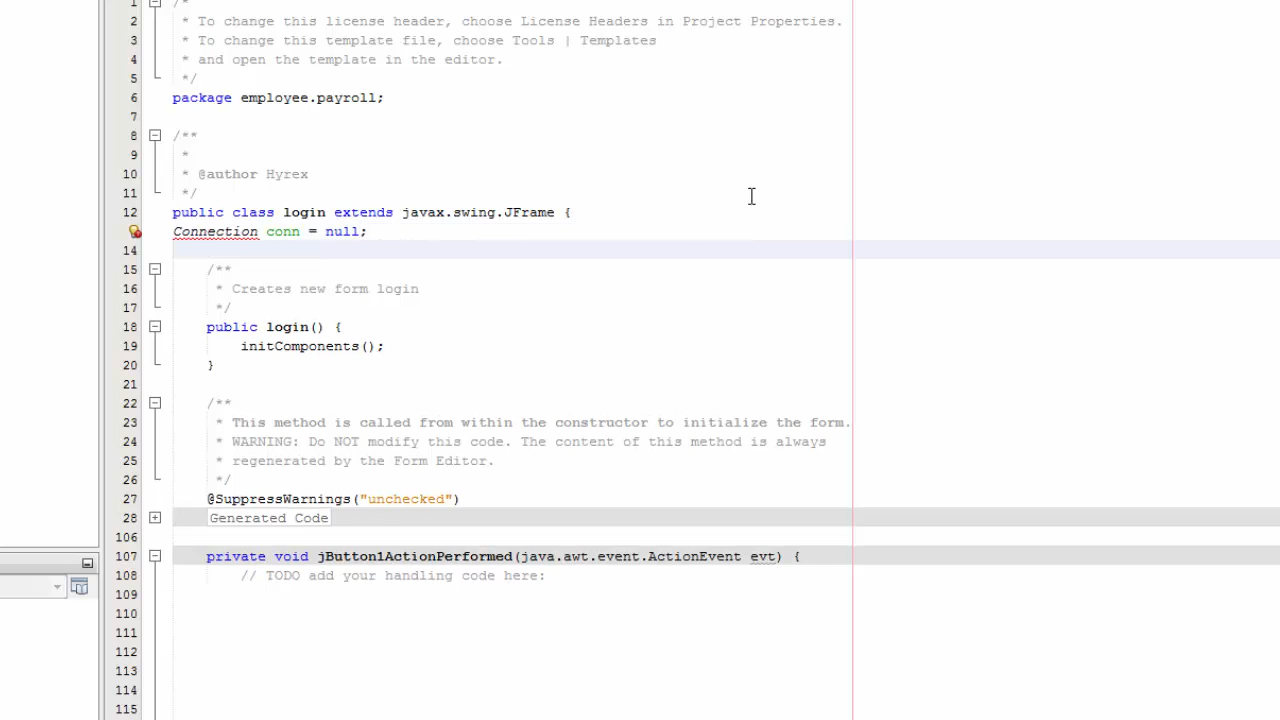 1 /*
2 * To change this license header, choose License Headers in Project Properties.
3 * To change this template file, choose Tools | Templates
4 * and open the template in the editor.
5 */
6 package employee.payroll;
7
8 /**
9 *
10 * @author Hyrex
11 */
12 public class login extends javax.swing.JFrame {
Connection conn = null;
14
15 /**
16 * Creates new form login
17 */
18 public login() {
19 initComponents();
20 }
21
22 /**
23 * This method is called from within the constructor to initialize the form.
24 * WARNING: Do NOT modify this code. The content of this method is always
25 * regenerated by the Form Editor.
26 */
27 @SuppressWarnings("unchecked")
28 Generated Code
106
107 private void jButton1ActionPerformed(java.awt.event.ActionEvent evt) {
108 // TODO add your handling code here:
109
110
111
112
113
114
115